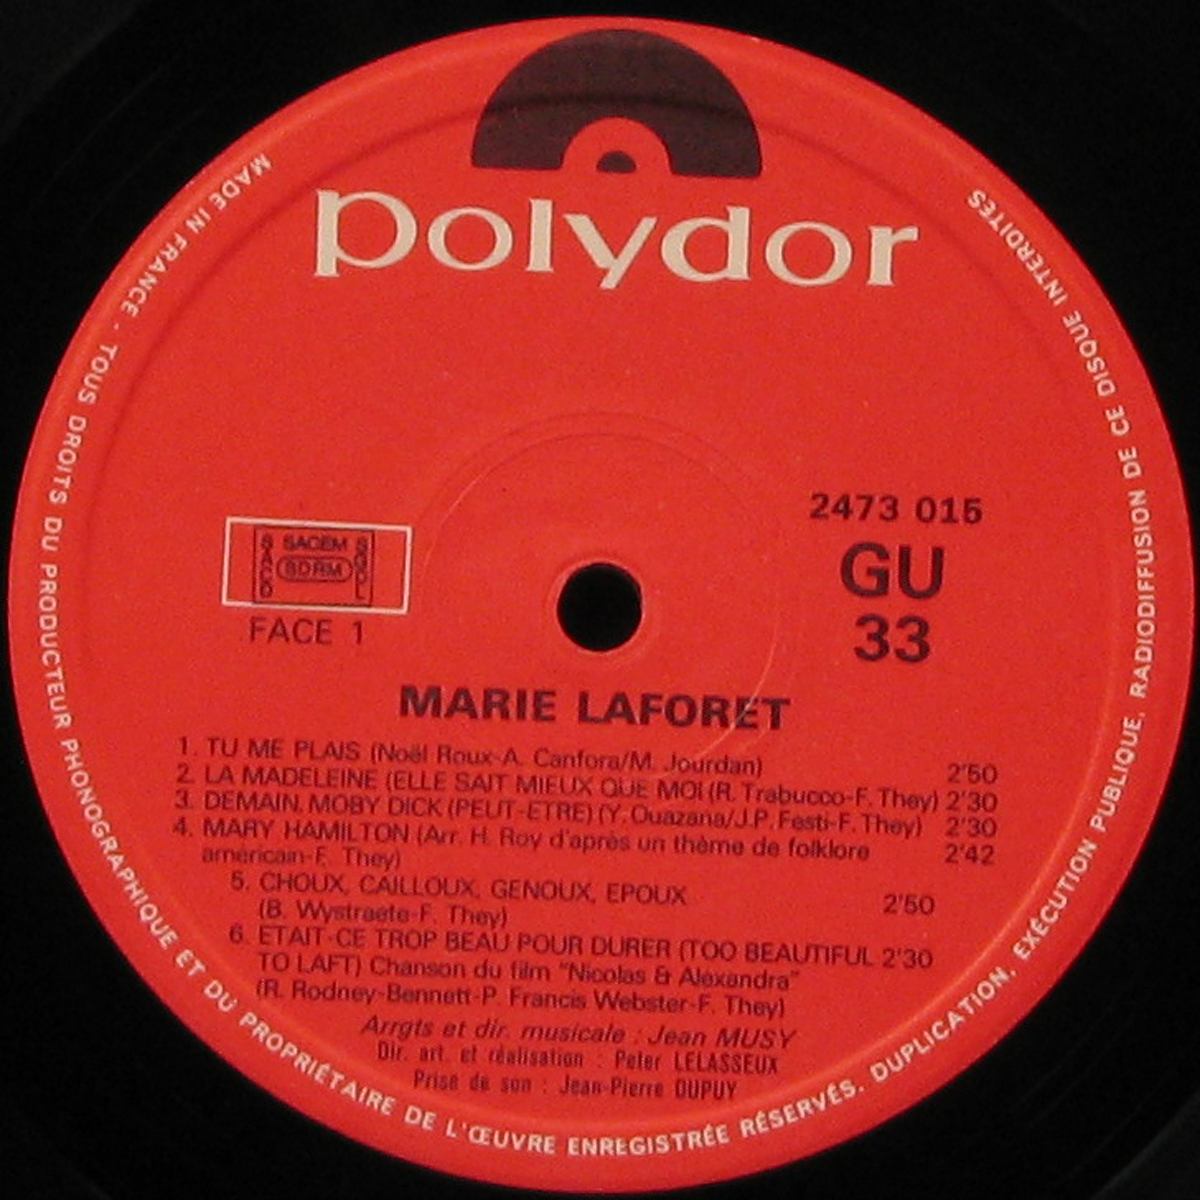 polydor
MADE IN FRANCE . TOUS DROITS DU PRODUCTEUR PHONOGRAPHIQUE ET DU PROPRIÉTAIRE DE L'ŒUVRE ENREGISTRÉE RÉSERVÉS. DUPLICATION, EXÉCUTION PUBLIQUE, RADIODIFFUSION DE CE DISQUE INTERDITES
2473 015
GU
33
SACEM
SACD
SDRM
SGDL
FACE 1
MARIE LAFORET
1. TU ME PLAIS (Noël Roux-A. Canfora/M. Jourdan) 2'50
2. LA MADELEINE (ELLE SAIT MIEUX QUE MOI (R. Trabucco-F. They) 2'30
3. DEMAIN, MOBY DICK (PEUT-ETRE) (Y. Ouazana/J.P. Festi-F. They) 2'30
4. MARY HAMILTON (Arr. H. Roy d'après un thème de folklore 2'42
américain-F. They)
5. CHOUX, CAILLOUX, GENOUX, EPOUX 2'50
(B. Wystraete-F. They)
6. ETAIT-CE TROP BEAU POUR DURER (TOO BEAUTIFUL 2'30
TO LAFT) Chanson du film "Nicolas & Alexandra"
(R. Rodney-Bennett-P. Francis Webster-F. They)
Arrgts et dir. musicale : Jean MUSY
Dir. art. et réalisation : Peter LELASSEUX
Prise de son : Jean-Pierre DUPUY